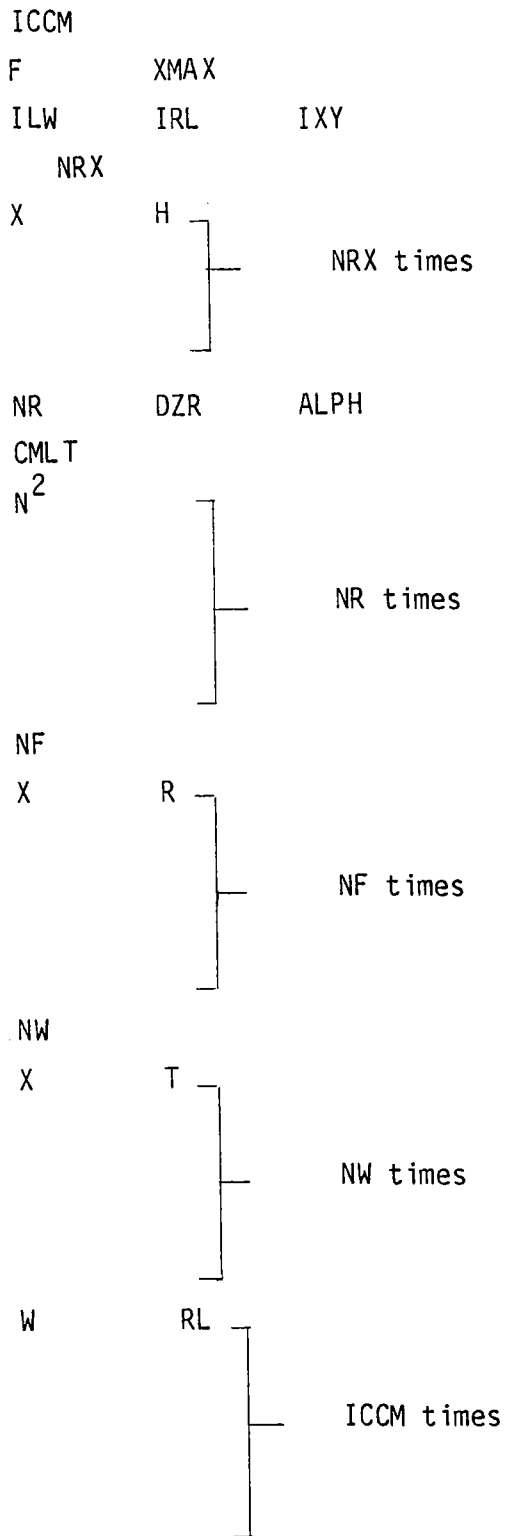 ICCM
F XMAX
ILW IRL IXY
NRX
X H
NRX times
NR DZR ALPH
CMLT
N²
NR times
NF
X R
NF times
NW
X T
NW times
W RL
ICCM times